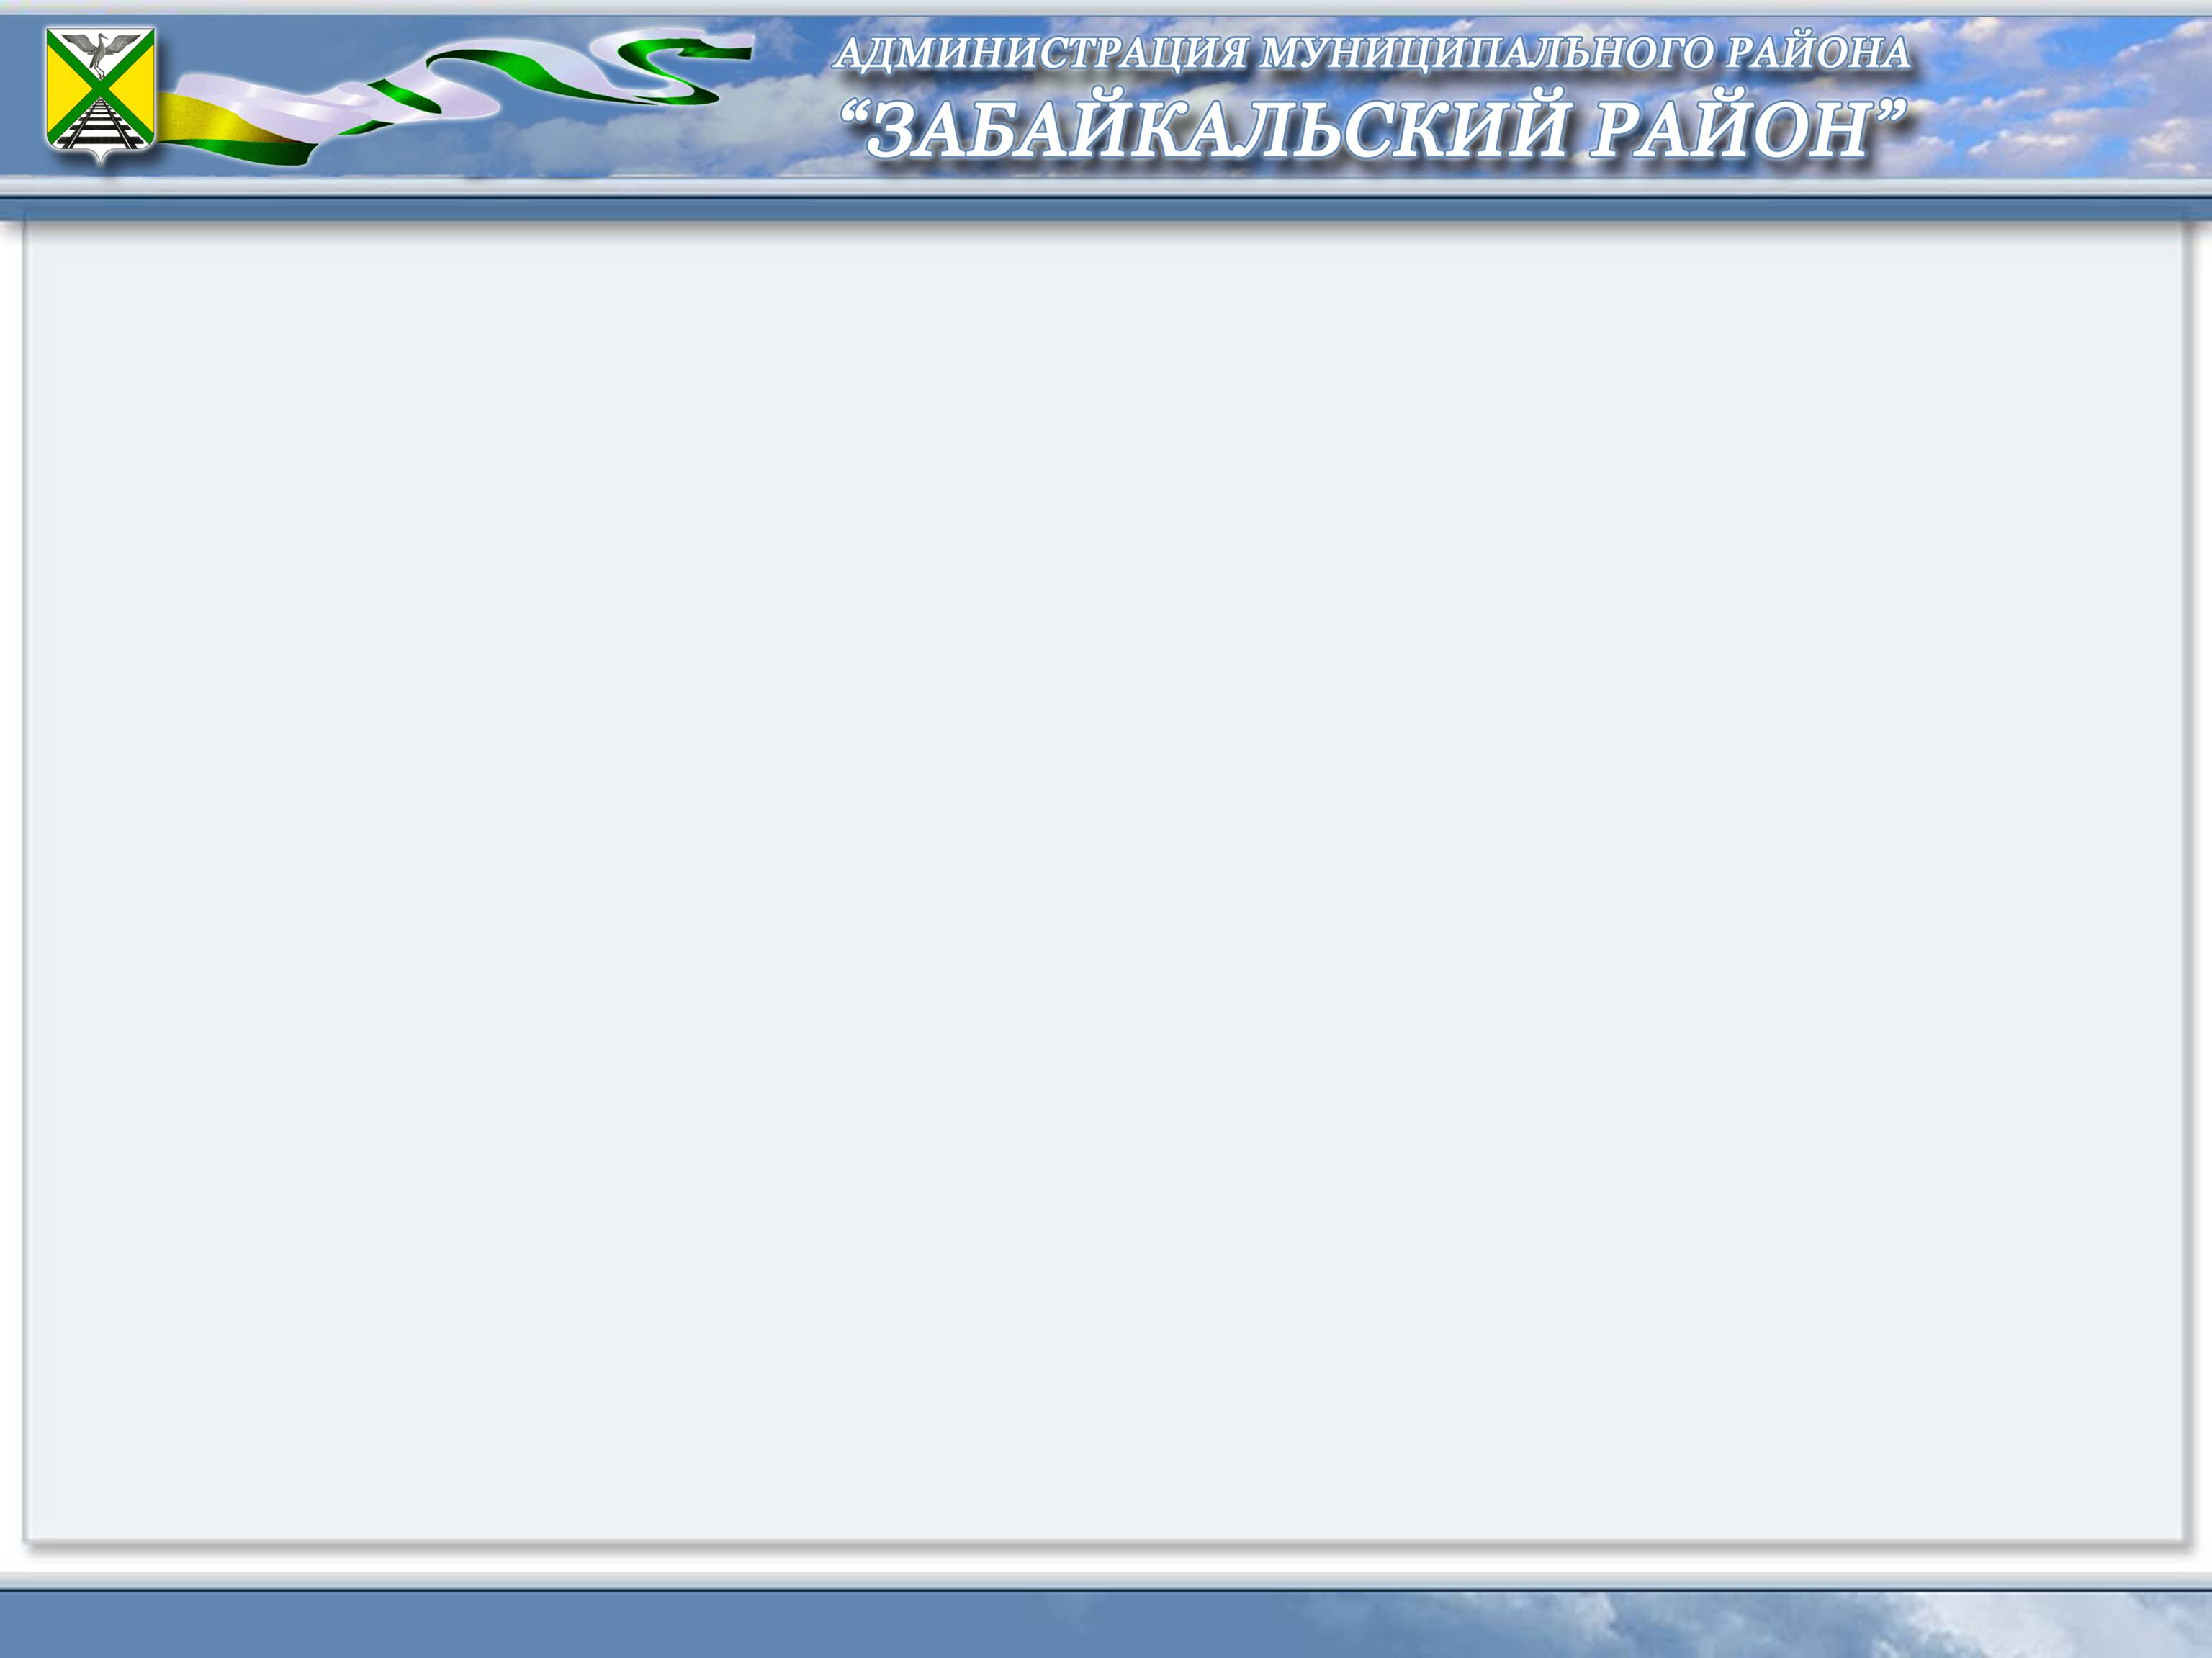 АДМИНИСТРАЦИЯ МУНИЦИПАЛЬНОГО РАЙОНА
“ЗАБАЙКАЛЬСКИЙ РАЙОН”